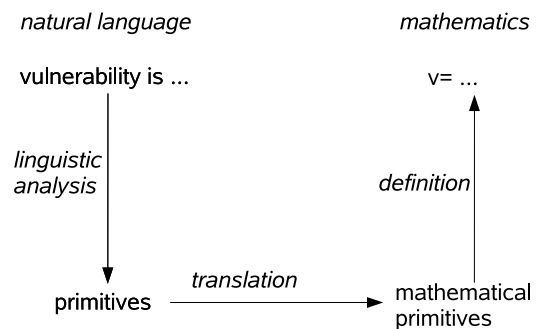 natural language
mathematics
vulnerability is ...
v= ...
linguistic
analysis
definition
translation
primitives
mathematical
primitives